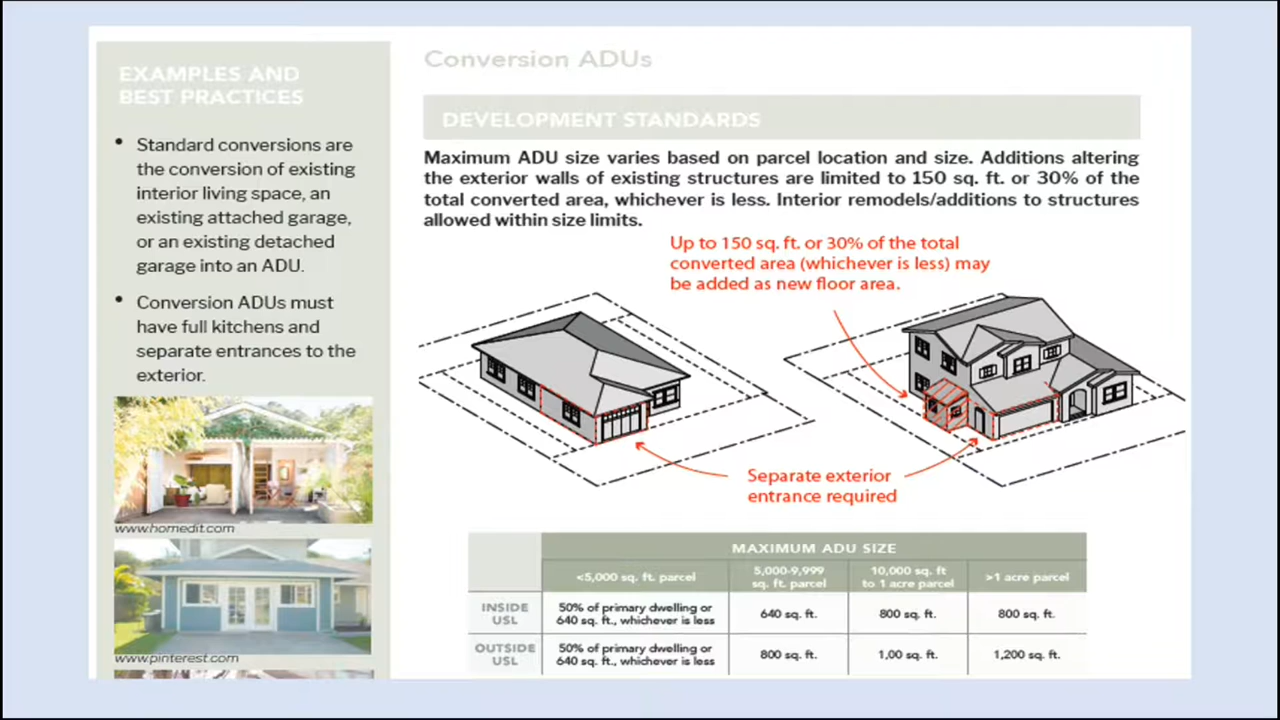 EXAMPLES AND
BEST PRACTICES
• Standard conversions are
the conversion of existing
interior living space, an
existing attached garage,
or an existing detached
garage into an ADU.
• Conversion ADUs must
have full kitchens and
separate entrances to the
exterior.
www.homedit.com
www.pinterest.com
Conversion ADUs
DEVELOPMENT STANDARDS
Maximum ADU size varies based on parcel location and size. Additions altering
the exterior walls of existing structures are limited to 150 sq. ft. or 30% of the
total converted area, whichever is less. Interior remodels/additions to structures
allowed within size limits.
Up to 150 sq. ft. or 30% of the total
converted area (whichever is less) may
be added as new floor area.
Separate exterior
entrance required
MAXIMUM ADU SIZE
<5,000 sq. ft. parcel
5,000-9,999
sq. ft. parcel
10,000 sq. ft
to 1 acre parcel
>1 acre parcel
INSIDE
USL
50% of primary dwelling or
640 sq. ft., whichever is less
640 sq. ft.
800 sq. ft.
800 sq. ft.
OUTSIDE
USL
50% of primary dwelling or
640 sq. ft., whichever is less
800 sq. ft.
1,00 sq. ft.
1,200 sq. ft.